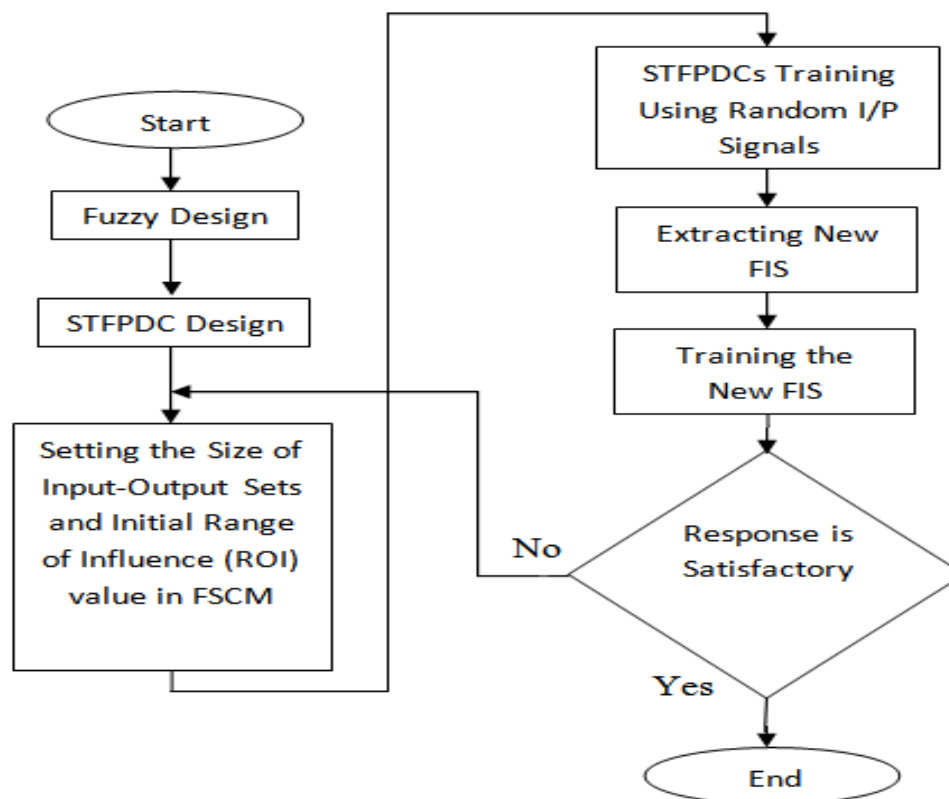 Start
Fuzzy Design
STFPDC Design
Setting the Size of
Input-Output Sets
and Initial Range
of Influence (ROI)
value in FSCM
STFPDCs Training
Using Random I/P
Signals
Extracting New
FIS
Training the
New FIS
Response is
Satisfactory
No
Yes
End